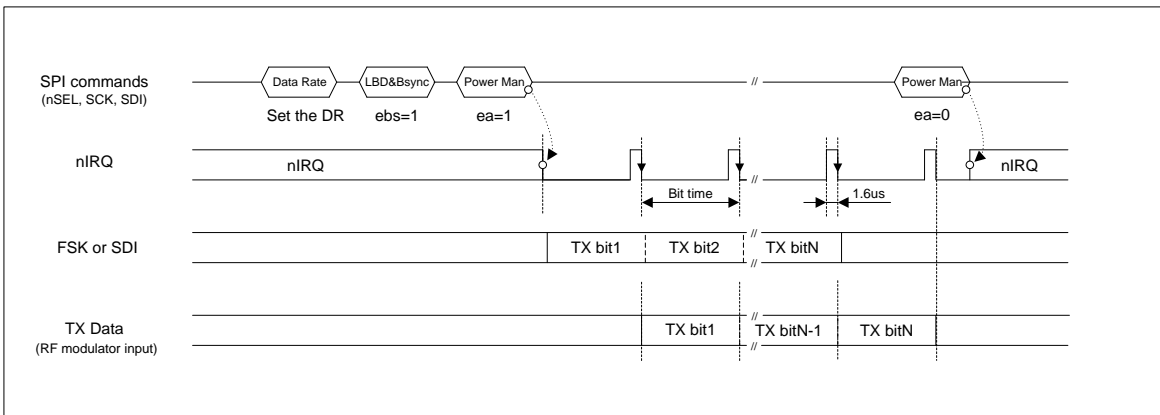 SPI commands
(nSEL, SCK, SDI)
Data Rate
LBD&Bsync
Power Man
//
Power Man
Set the DR
ebs=1
ea=1
ea=0
nIRQ
nIRQ
//
nIRQ
Bit time
1.6us
FSK or SDI
TX bit1
TX bit2
//
TX bitN
//
TX Data
(RF modulator input)
//
TX bit1
TX bitN-1
TX bitN
//